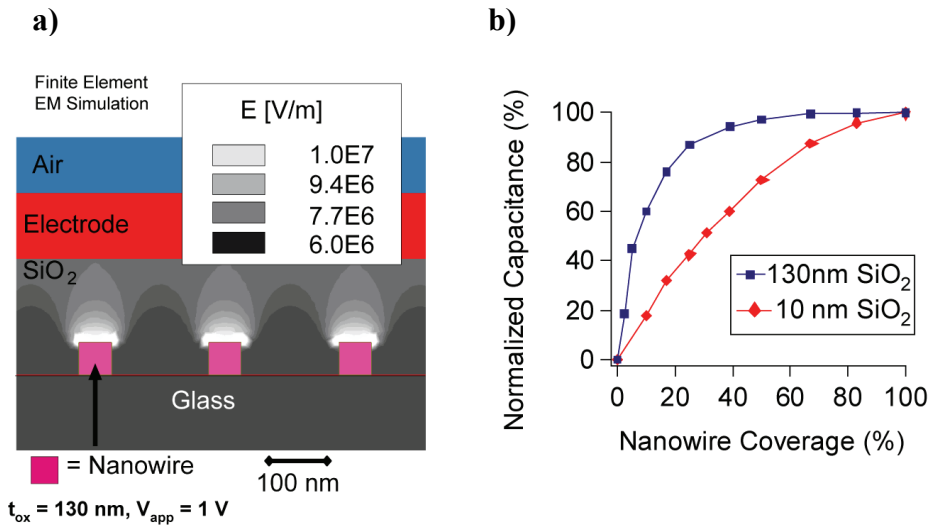 a)
Finite Element
EM Simulation
E [V/m]
1.0E7
9.4E6
7.7E6
6.0E6
Air
Electrode
SiO₂
Glass
= Nanowire
100 nm
t_ox = 130 nm, V_app = 1 V
b)
Normalized Capacitance (%)
100
80
60
40
20
0
130nm SiO₂
10 nm SiO₂
0 20 40 60 80 100
Nanowire Coverage (%)